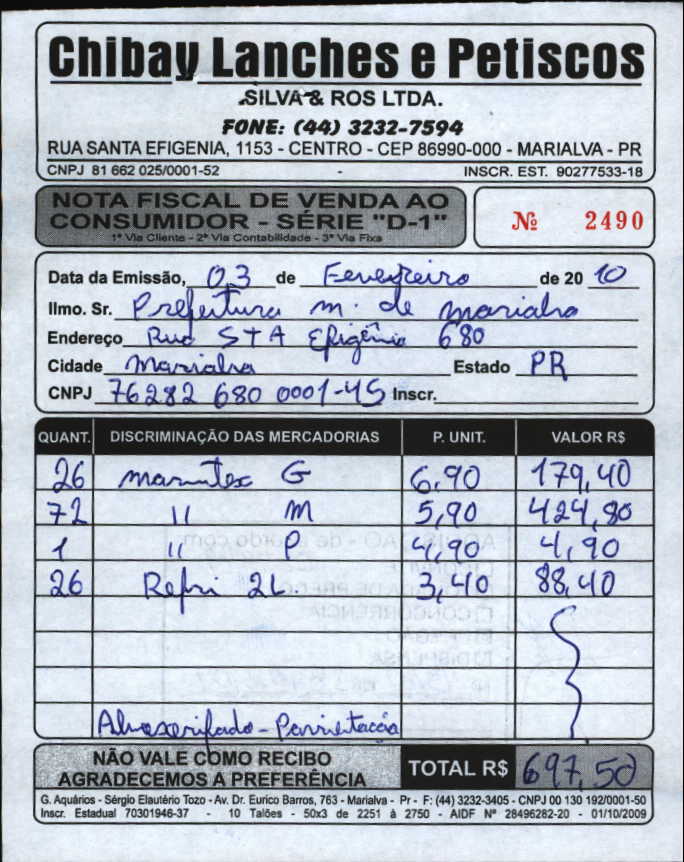 Chibay Lanches e Petiscos
SILVA & ROS LTDA.
FONE: (44) 3232-7594
RUA SANTA EFIGENIA, 1153 - CENTRO - CEP 86990-000 - MARIALVA - PR
CNPJ 81 662 025/0001-52 - INSCR. EST. 90277533-18
NOTA FISCAL DE VENDA AO
CONSUMIDOR - SÉRIE "D-1"
1ª Via Cliente - 2ª Via Contabilidade - 3ª Via Fixa
Nº 2490
Data da Emissão, 03 de Fevereiro de 20 10
Ilmo. Sr. Prefeitura m. de marialva
Endereço Rua STA Efigênia 680
Cidade Marialva Estado PR
CNPJ 76282 680 0001-45 Inscr.
QUANT. DISCRIMINAÇÃO DAS MERCADORIAS P. UNIT. VALOR R$
26 marmitex G 6,90 179,40
72 " M 5,90 424,80
1 " P 4,90 4,90
26 Refri 2L 3,40 88,40
Almoxarifado -
NÃO VALE COMO RECIBO
AGRADECEMOS A PREFERÊNCIA
TOTAL R$ 697,50
G. Aquários - Sérgio Elautério Tozo - Av. Dr. Eurico Barros, 763 - Marialva - Pr - F: (44) 3232-3405 - CNPJ 00 130 192/0001-50
Inscr. Estadual 70301946-37 - 10 Talões - 50x3 de 2251 à 2750 - AIDF Nº 28496282-20 - 01/10/2009